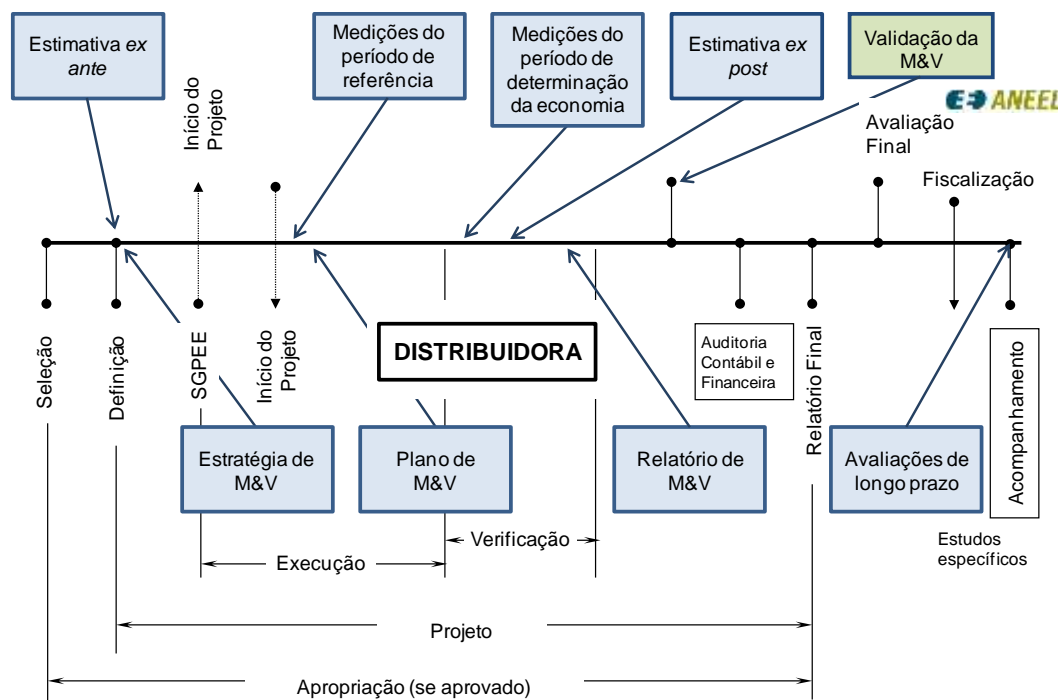 Estimativa ex
ante
Início do
Projeto
Medições do
período de
referência
Medições do
período de
determinação
da economia
Estimativa ex
post
Validação da
M&V
ANEEL
Avaliação
Final
Fiscalização
Seleção
Definição
SGPEE
Início do
Projeto
DISTRIBUIDORA
Auditoria
Contábil e
Financeira
Relatório Final
Acompanhamento
Estratégia de
M&V
Plano de
M&V
Relatório de
M&V
Avaliações de
longo prazo
Verificação
Estudos
específicos
Execução
Projeto
Apropriação (se aprovado)